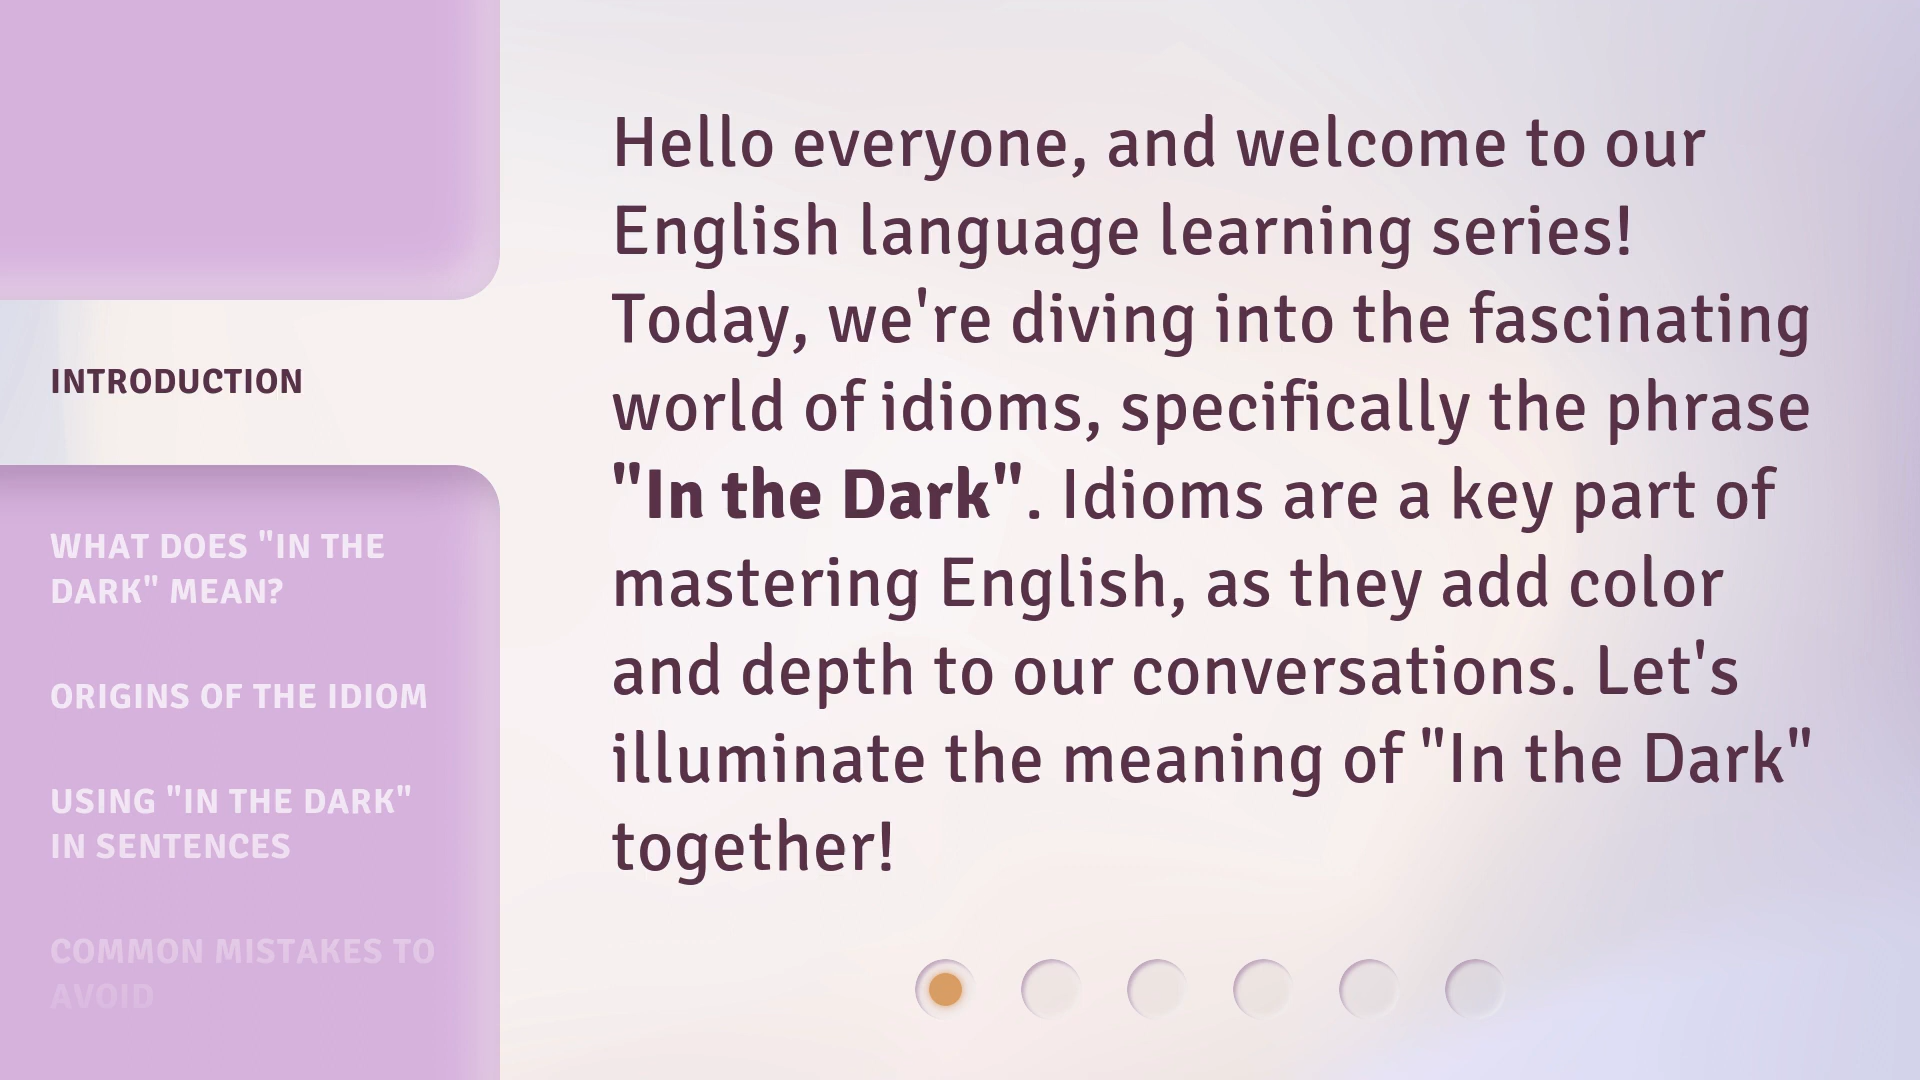 INTRODUCTION
WHAT DOES "IN THE
DARK" MEAN?
ORIGINS OF THE IDIOM
USING "IN THE DARK"
IN SENTENCES
COMMON MISTAKES TO
AVOID
Hello everyone, and welcome to our
English language learning series!
Today, we're diving into the fascinating
world of idioms, specifically the phrase
"In the Dark". Idioms are a key part of
mastering English, as they add color
and depth to our conversations. Let's
illuminate the meaning of "In the Dark"
together!